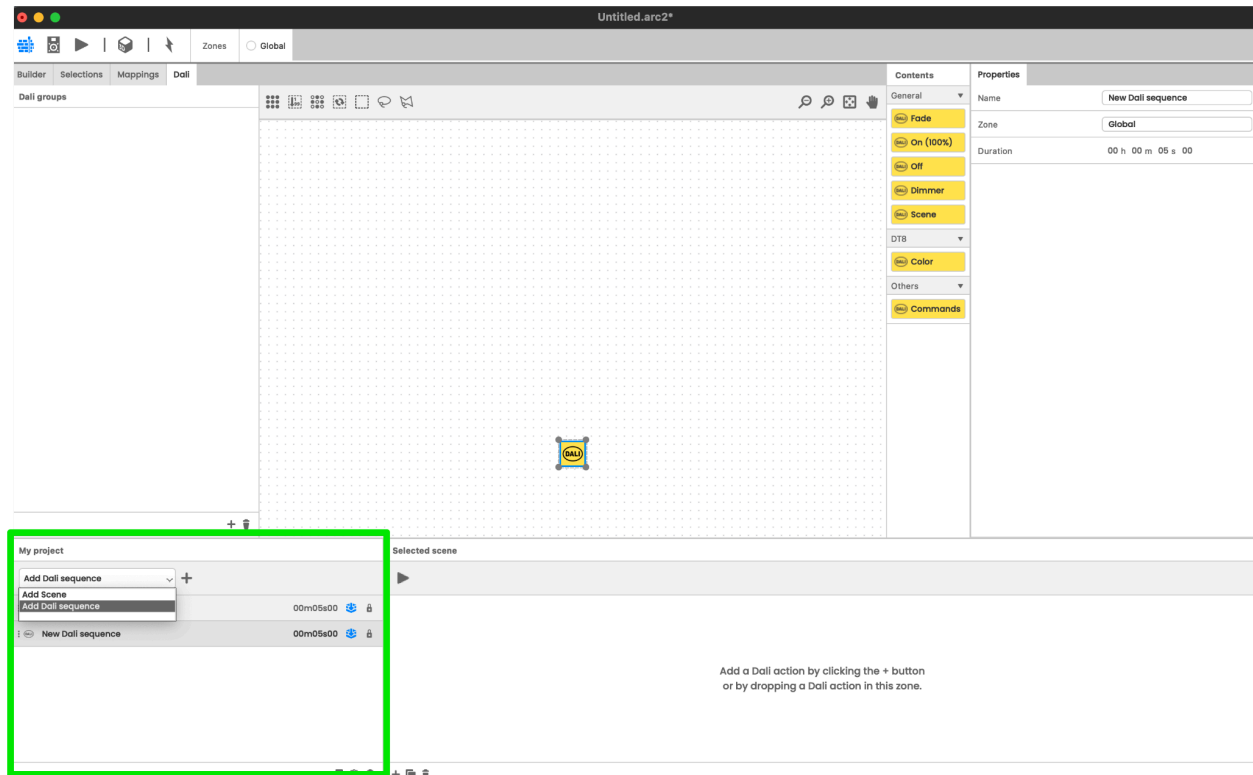 Untitled.arc2*
Zones
Global
Builder
Selections
Mappings
Dali
Contents
Properties
Dali groups
General
Name
New Dali sequence
Fade
Zone
Global
On (100%)
Duration
00 h 00 m 05 s 00
Off
Dimmer
Scene
DT8
Color
Others
Commands
DALI
My project
Selected scene
Add Dali sequence
Add Scene
Add Dali sequence
00m05s00
New Dali sequence
00m05s00
Add a Dali action by clicking the + button
or by dropping a Dali action in this zone.